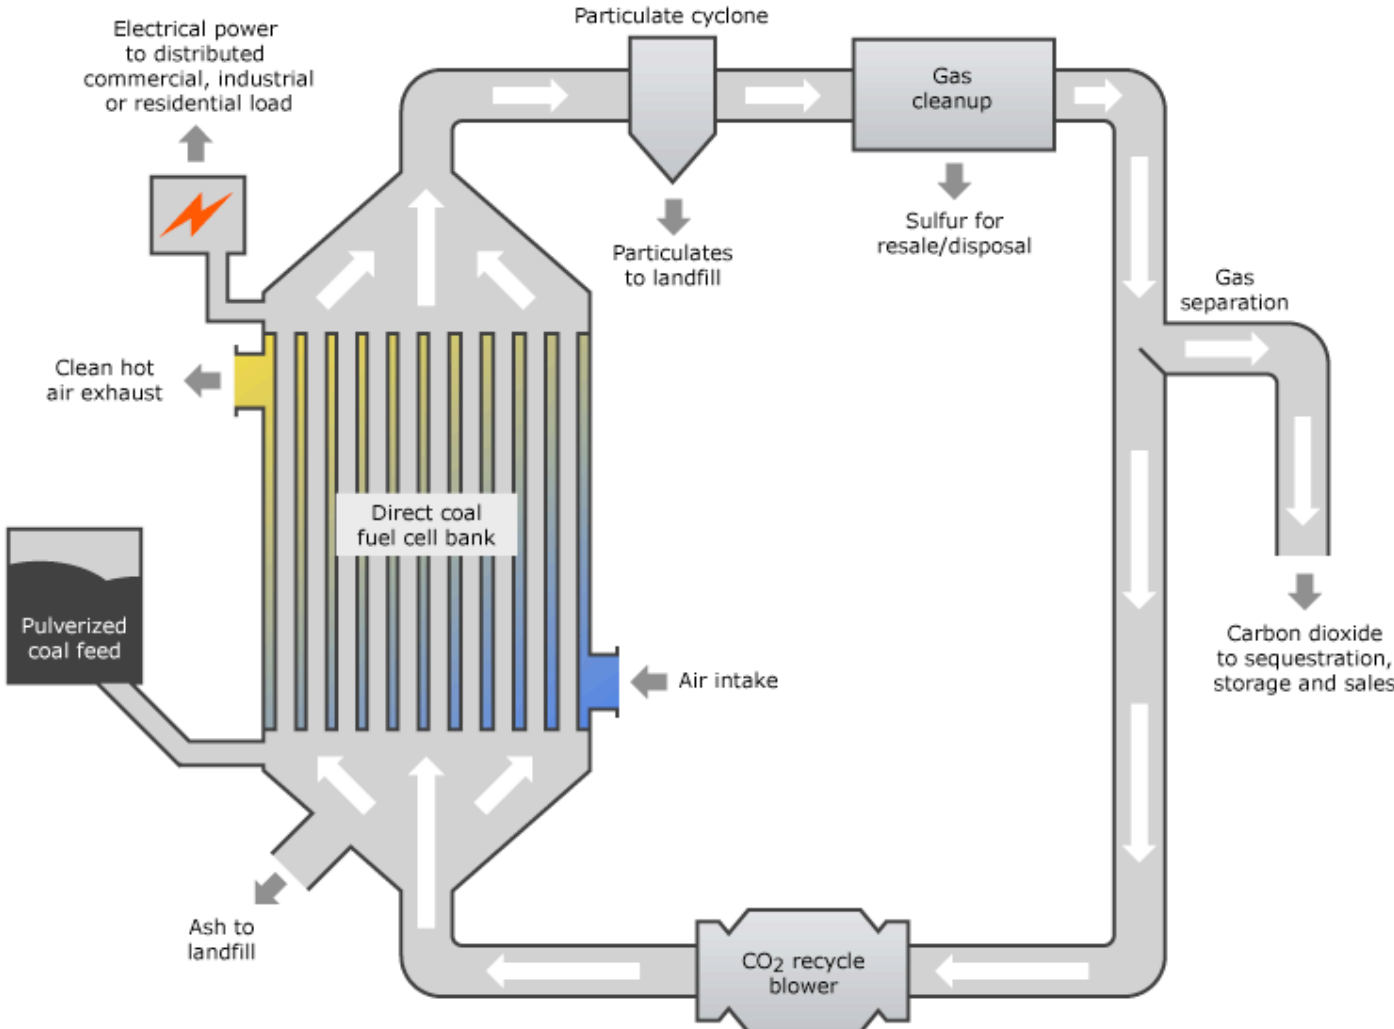 Electrical power
to distributed
commercial, industrial
or residential load
Particulate cyclone
Gas
cleanup
Particulates
to landfill
Sulfur for
resale/disposal
Gas
separation
Clean hot
air exhaust
Direct coal
fuel cell bank
Pulverized
coal feed
Air intake
Carbon dioxide
to sequestration,
storage and sales
Ash to
landfill
CO₂ recycle
blower